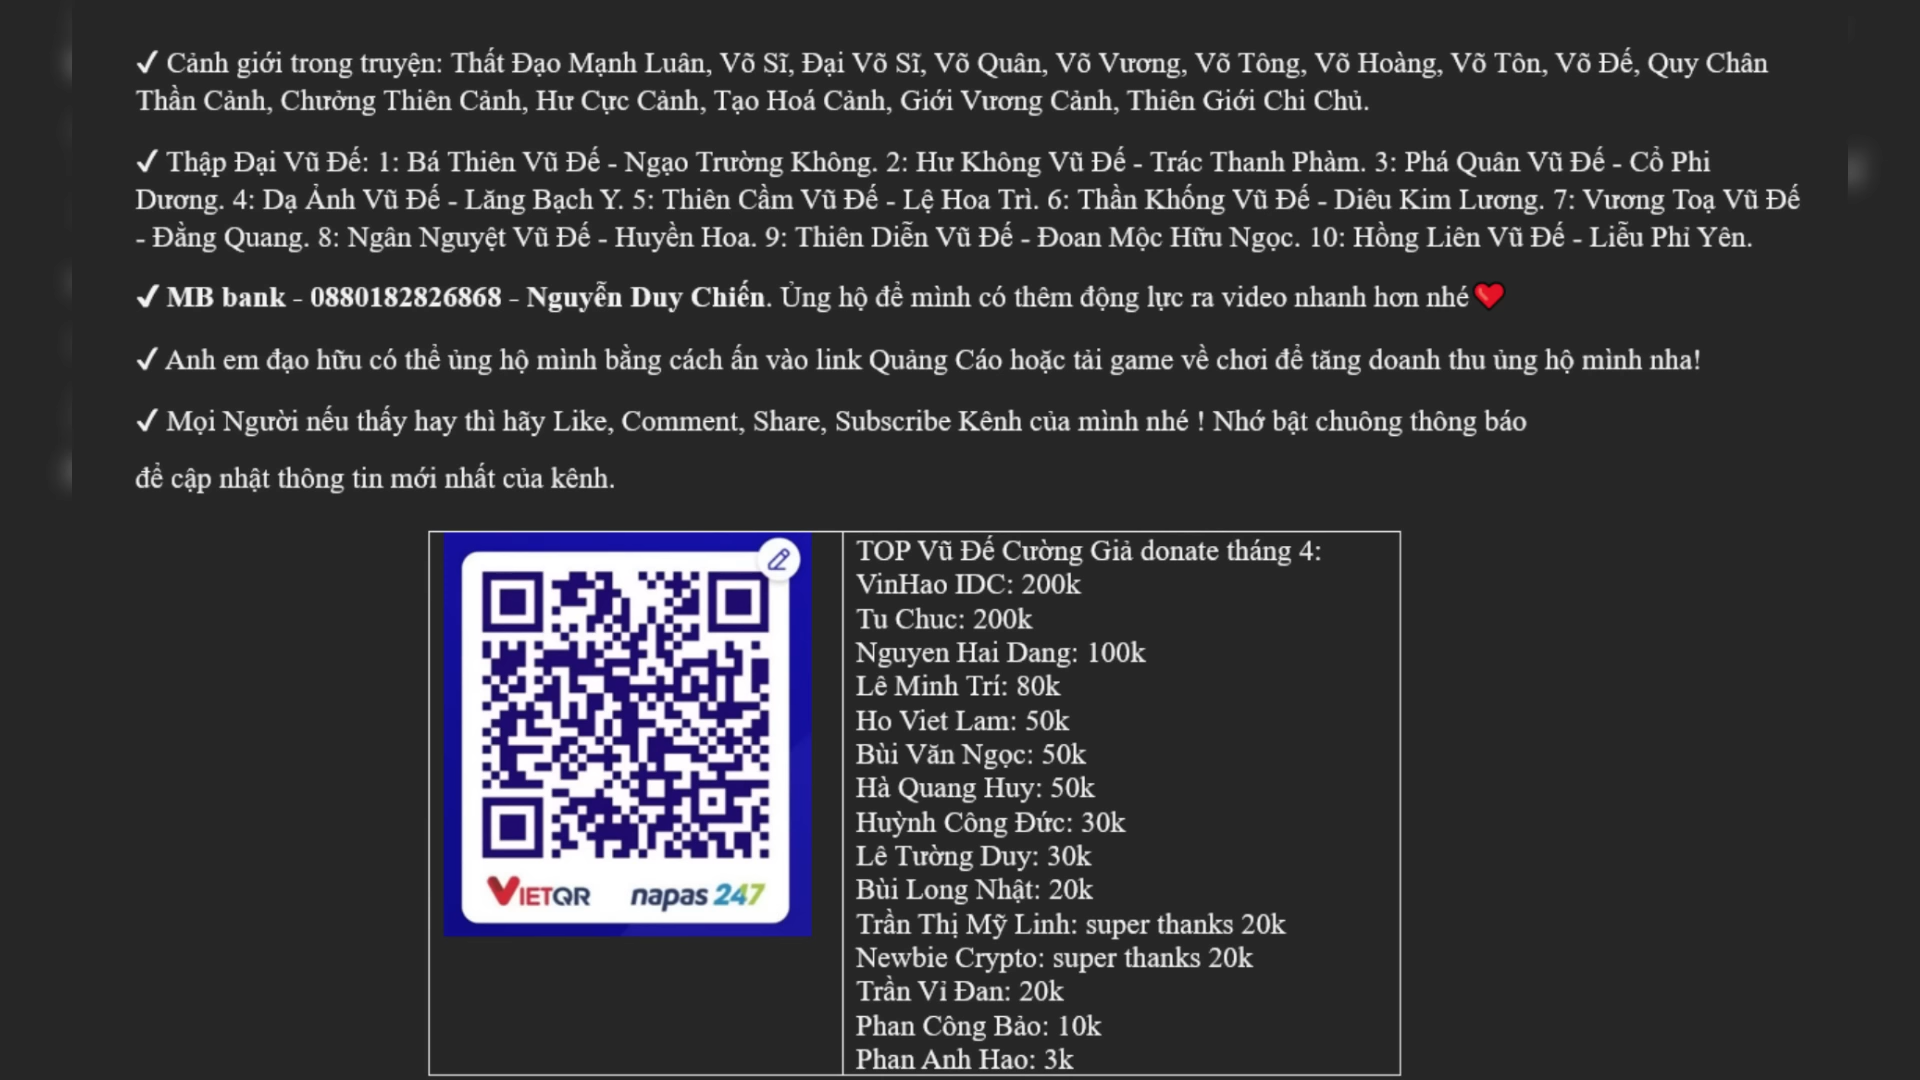 ✓ Cảnh giới trong truyện: Thất Đạo Mạnh Luân, Võ Sĩ, Đại Võ Sĩ, Võ Quân, Võ Vương, Võ Tông, Võ Hoàng, Võ Tôn, Võ Đế, Quy Chân
Thần Cảnh, Chưởng Thiên Cảnh, Hư Cực Cảnh, Tạo Hoá Cảnh, Giới Vương Cảnh, Thiên Giới Chi Chủ.
✓ Thập Đại Vũ Đế: 1: Bá Thiên Vũ Đế - Ngạo Trường Không. 2: Hư Không Vũ Đế - Trác Thanh Phàm. 3: Phá Quân Vũ Đế - Cổ Phi
Dương. 4: Dạ Ảnh Vũ Đế - Lăng Bạch Y. 5: Thiên Cầm Vũ Đế - Lệ Hoa Trì. 6: Thần Khống Vũ Đế - Diêu Kim Lương. 7: Vương Toạ Vũ Đế
- Đằng Quang. 8: Ngân Nguyệt Vũ Đế - Huyền Hoa. 9: Thiên Diễn Vũ Đế - Đoan Mộc Hữu Ngọc. 10: Hồng Liên Vũ Đế - Liễu Phi Yên.
✓ MB bank - 0880182826868 - Nguyễn Duy Chiến. Ủng hộ để mình có thêm động lực ra video nhanh hơn nhé❤
✓ Anh em đạo hữu có thể ủng hộ mình bằng cách ấn vào link Quảng Cáo hoặc tải game về chơi để tăng doanh thu ủng hộ mình nha!
✓ Mọi Người nếu thấy hay thì hãy Like, Comment, Share, Subscribe Kênh của mình nhé ! Nhớ bật chuông thông báo
để cập nhật thông tin mới nhất của kênh.
VIETQR napas 247
TOP Vũ Đế Cường Giả donate tháng 4:
VinHao IDC: 200k
Tu Chuc: 200k
Nguyen Hai Dang: 100k
Lê Minh Trí: 80k
Ho Viet Lam: 50k
Bùi Văn Ngọc: 50k
Hà Quang Huy: 50k
Huỳnh Công Đức: 30k
Lê Tường Duy: 30k
Bùi Long Nhật: 20k
Trần Thị Mỹ Linh: super thanks 20k
Newbie Crypto: super thanks 20k
Trần Vỉ Đan: 20k
Phan Công Bảo: 10k
Phan Anh Hao: 3k